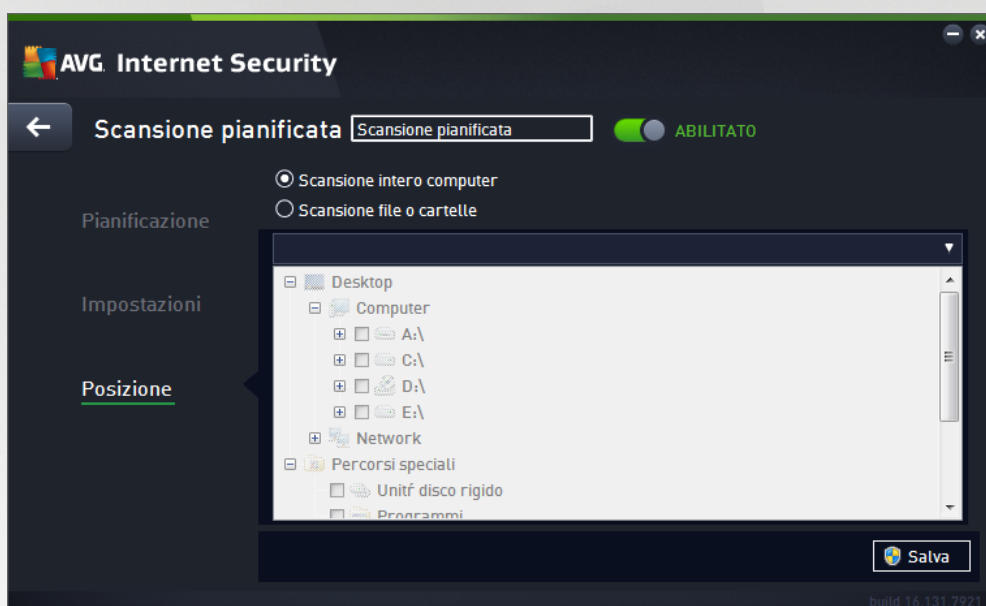 AVG. Internet Security
Scansione pianificata Scansione pianificata ABILITATO
Scansione intero computer
Scansione file o cartelle
Pianificazione
Impostazioni
Posizione
Desktop
Computer
A:\
C:\
D:\
E:\
Network
Percorsi speciali
Unitŕ disco rigido
Programmi
Salva
build 16.131.7921